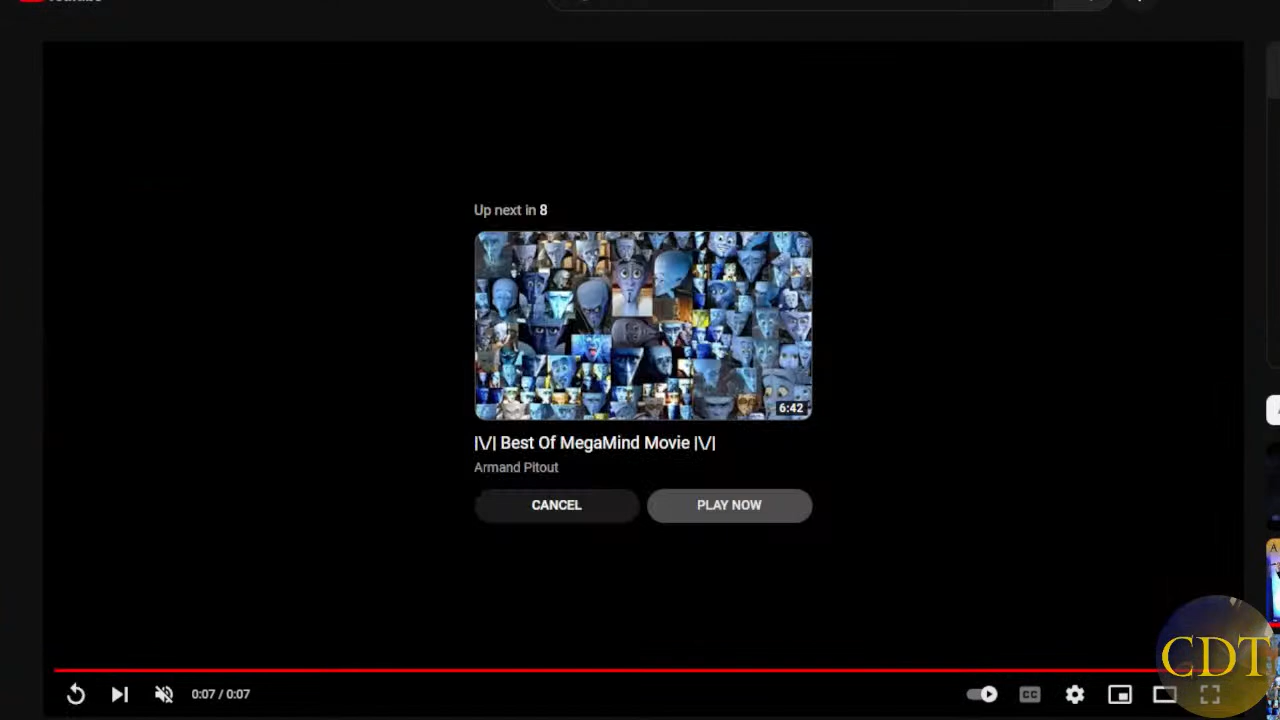 Up next in 8
6:42
|\/| Best Of MegaMind Movie |\/|
Armand Pitout
CANCEL
PLAY NOW
0:07 / 0:07
CC
CDT